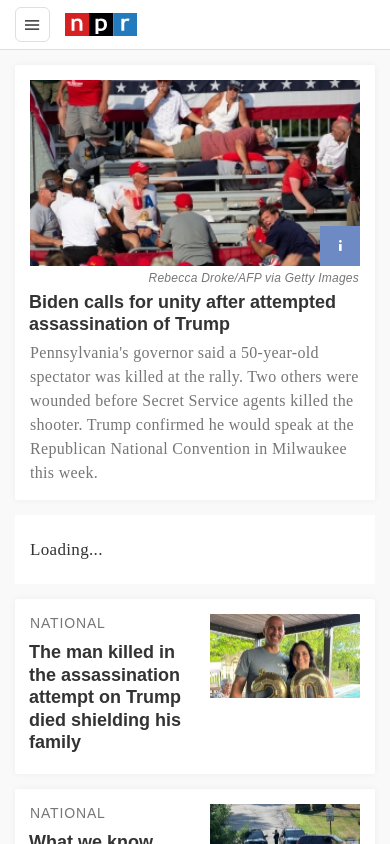 npr
USA
i
Rebecca Droke/AFP via Getty Images
Biden calls for unity after attempted
assassination of Trump
Pennsylvania's governor said a 50-year-old
spectator was killed at the rally. Two others were
wounded before Secret Service agents killed the
shooter. Trump confirmed he would speak at the
Republican National Convention in Milwaukee
this week.
Loading...
NATIONAL
The man killed in
the assassination
attempt on Trump
died shielding his
family
20
NATIONAL
What we know